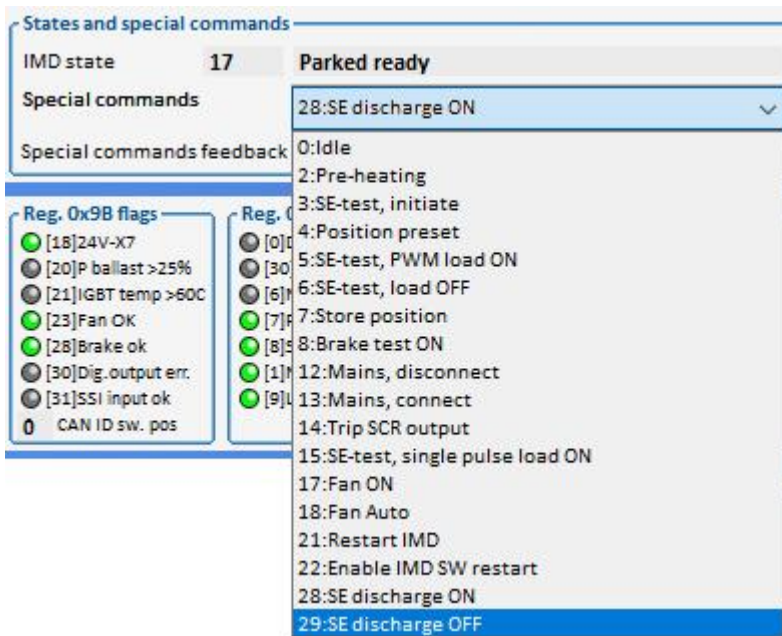 States and special commands
IMD state 17 Parked ready
Special commands 28:SE discharge ON
Special commands feedback
0:Idle
2:Pre-heating
3:SE-test, initiate
4:Position preset
5:SE-test, PWM load ON
6:SE-test, load OFF
7:Store position
8:Brake test ON
12:Mains, disconnect
13:Mains, connect
14:Trip SCR output
15:SE-test, single pulse load ON
17:Fan ON
18:Fan Auto
21:Restart IMD
22:Enable IMD SW restart
28:SE discharge ON
29:SE discharge OFF
Reg. 0x9B flags
[18]24V-X7
[20]P ballast >25%
[21]IGBT temp >60C
[23]Fan OK
[28]Brake ok
[30]Dig.output err.
[31]SSI input ok
0 CAN ID sw. pos
Reg.
[0]
[30]
[6]
[7]
[8]
[1]
[9]